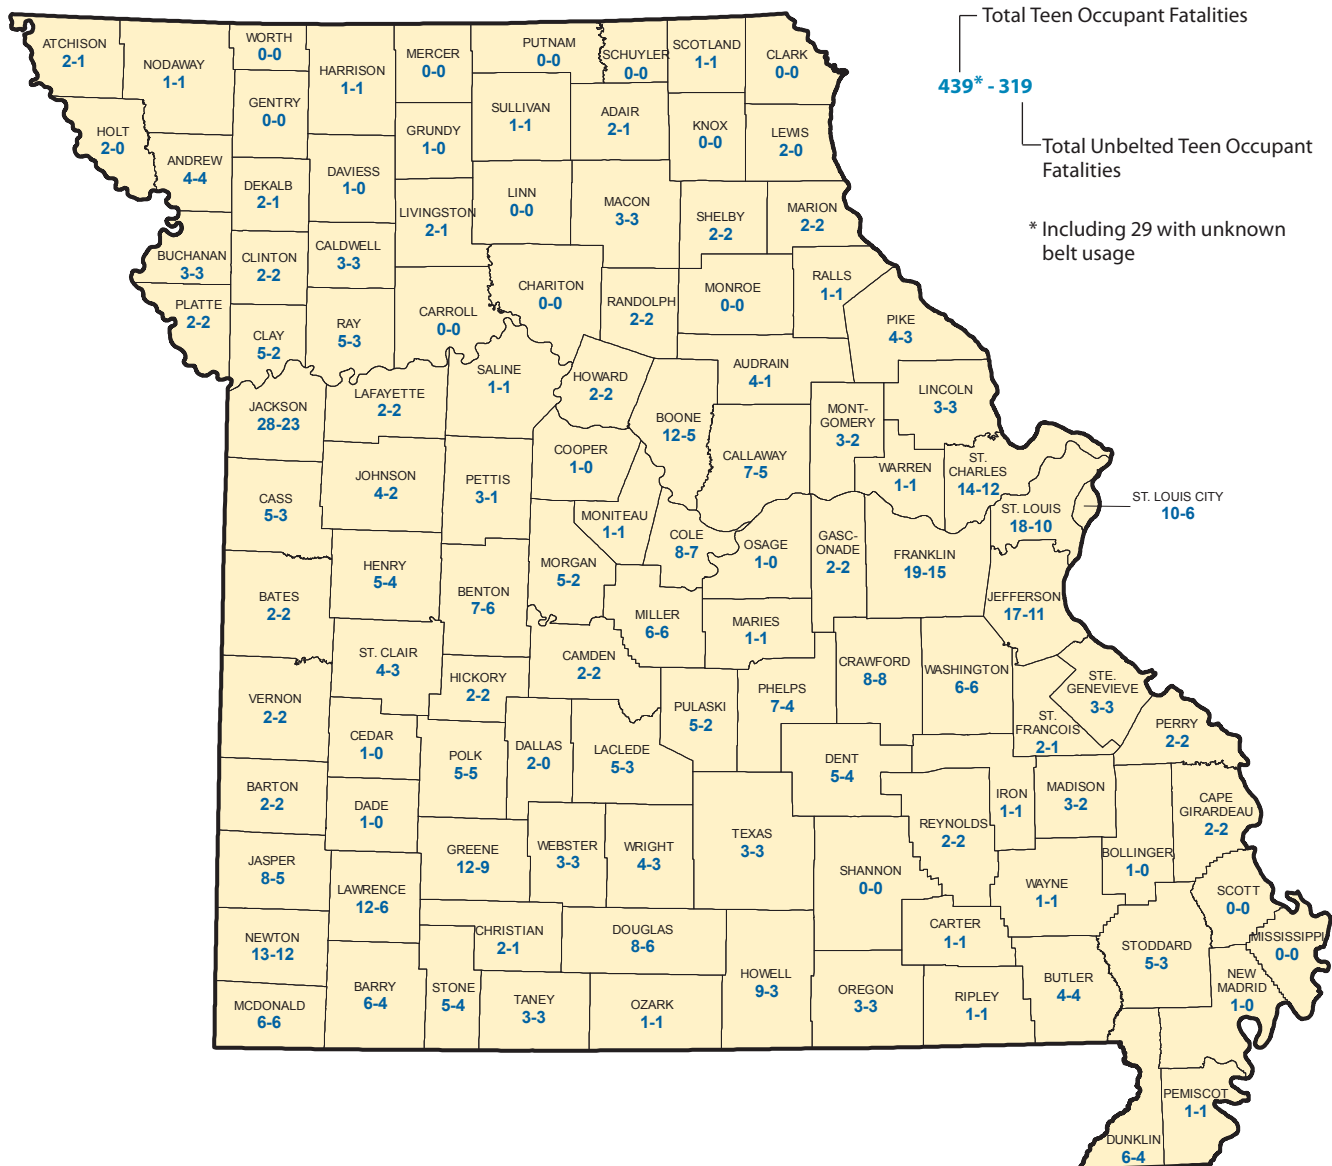 Total Teen Occupant Fatalities
439* - 319
Total Unbelted Teen Occupant
Fatalities
* Including 29 with unknown
belt usage
ATCHISON
2-1
NODAWAY
1-1
WORTH
0-0
HARRISON
1-1
MERCER
0-0
PUTNAM
0-0
SCHUYLER
0-0
SCOTLAND
1-1
CLARK
0-0
HOLT
2-0
ANDREW
4-4
GENTRY
0-0
DEKALB
2-1
DAVIESS
1-0
GRUNDY
1-0
SULLIVAN
1-1
ADAIR
2-1
KNOX
0-0
LEWIS
2-0
LIVINGSTON
2-1
LINN
0-0
MACON
3-3
SHELBY
2-2
MARION
2-2
BUCHANAN
3-3
CLINTON
2-2
CALDWELL
3-3
PLATTE
2-2
CLAY
5-2
RAY
5-3
CARROLL
0-0
CHARITON
0-0
RANDOLPH
2-2
MONROE
0-0
RALLS
1-1
PIKE
4-3
JACKSON
28-23
LAFAYETTE
2-2
SALINE
1-1
HOWARD
2-2
BOONE
12-5
AUDRAIN
4-1
CALLAWAY
7-5
MONT-
GOMERY
3-2
LINCOLN
3-3
WARREN
1-1
ST.
CHARLES
14-12
ST. LOUIS
18-10
ST. LOUIS CITY
10-6
CASS
5-3
JOHNSON
4-2
PETTIS
3-1
COOPER
1-0
MONITEAU
1-1
COLE
8-7
OSAGE
1-0
GASC-
ONADE
2-2
FRANKLIN
19-15
JEFFERSON
17-11
BATES
2-2
HENRY
5-4
BENTON
7-6
MORGAN
5-2
MILLER
6-6
MARIES
1-1
ST. CLAIR
4-3
HICKORY
2-2
CAMDEN
2-2
PULASKI
5-2
PHELPS
7-4
CRAWFORD
8-8
WASHINGTON
6-6
STE.
GENEVIEVE
3-3
ST.
FRANCOIS
2-1
PERRY
2-2
VERNON
2-2
CEDAR
1-0
POLK
5-5
DALLAS
2-0
LACLEDE
5-3
DENT
5-4
IRON
1-1
MADISON
3-2
CAPE
GIRARDEAU
2-2
BARTON
2-2
DADE
1-0
GREENE
12-9
WEBSTER
3-3
WRIGHT
4-3
TEXAS
3-3
REYNOLDS
2-2
BOLLINGER
1-0
JASPER
8-5
LAWRENCE
12-6
SHANNON
0-0
WAYNE
1-1
SCOTT
0-0
NEWTON
13-12
CHRISTIAN
2-1
DOUGLAS
8-6
CARTER
1-1
STODDARD
5-3
MISSISSIPPI
0-0
MCDONALD
6-6
BARRY
6-4
STONE
5-4
TANEY
3-3
OZARK
1-1
HOWELL
9-3
OREGON
3-3
RIPLEY
1-1
BUTLER
4-4
NEW
MADRID
1-0
PEMISCOT
1-1
DUNKLIN
6-4